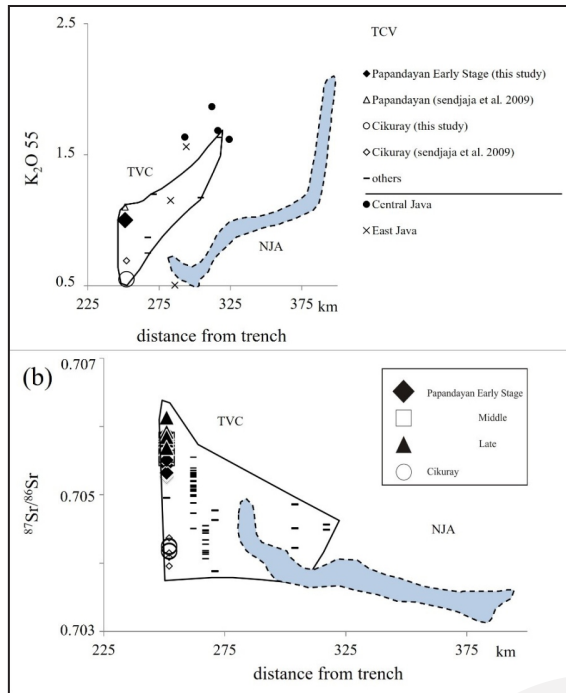 2.5
1.5
0.5
K2O 55
225
275
325
375
km
distance from trench
TVC
NJA
TCV
Papandayan Early Stage (this study)
Papandayan (sendjaja et al. 2009)
Cikuray (this study)
Cikuray (sendjaja et al. 2009)
others
Central Java
East Java
(b)
0.707
0.705
0.703
87Sr/86Sr
225
275
325
375
km
distance from trench
TVC
NJA
Papandayan Early Stage
Middle
Late
Cikuray